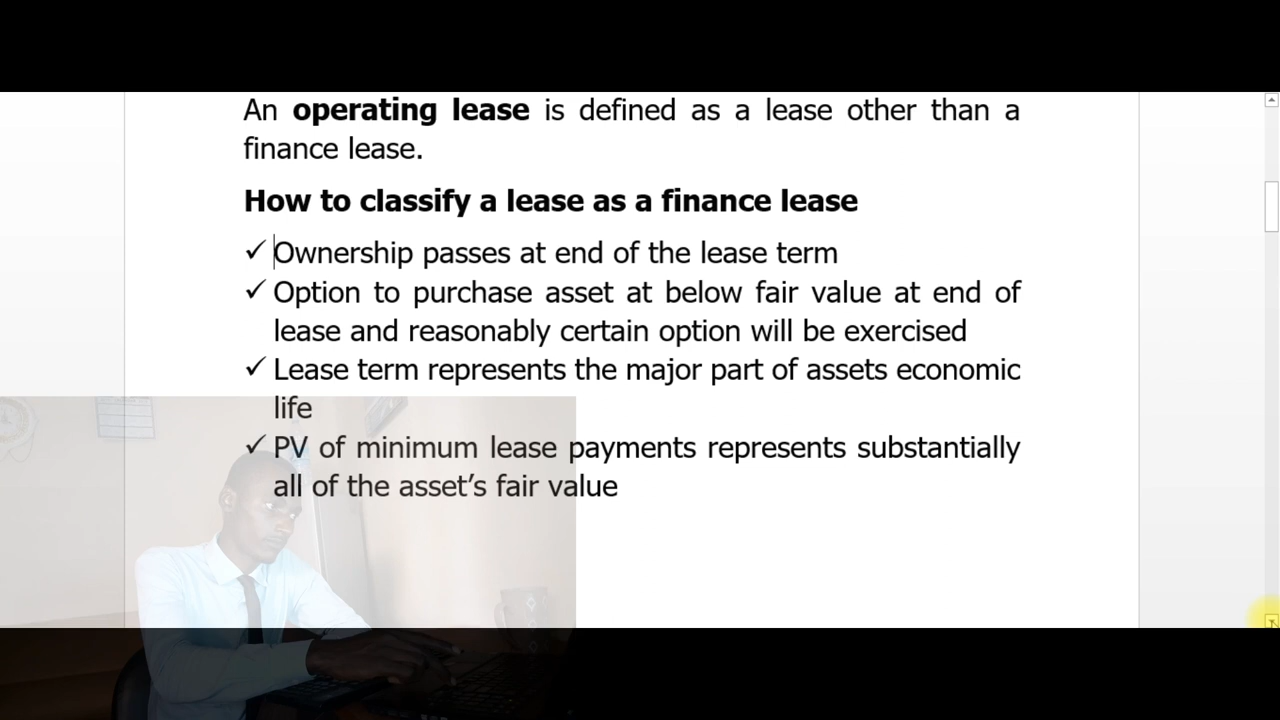 An operating lease is defined as a lease other than a
finance lease.
How to classify a lease as a finance lease
✓ Ownership passes at end of the lease term
✓ Option to purchase asset at below fair value at end of
lease and reasonably certain option will be exercised
✓ Lease term represents the major part of assets economic
life
✓ PV of minimum lease payments represents substantially
all of the asset’s fair value